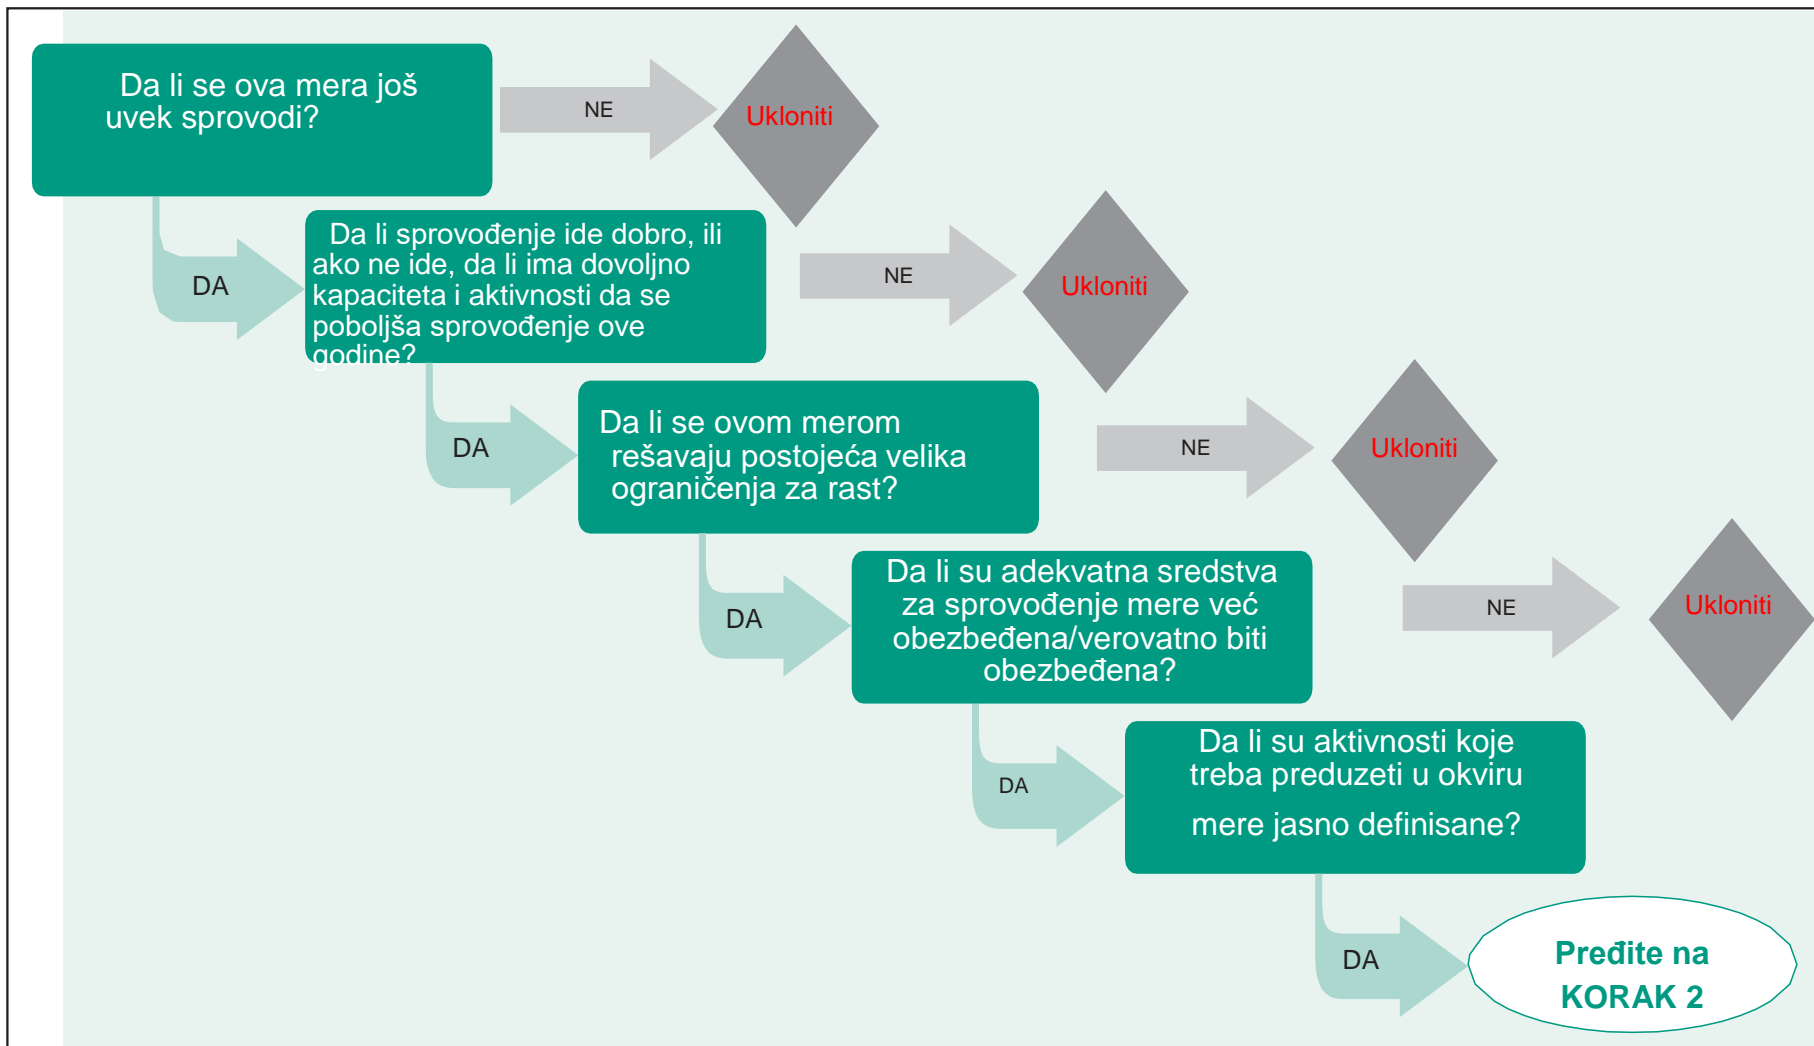 Da li se ova mera još
uvek sprovodi?
NE
Ukloniti
DA
Da li sprovođenje ide dobro, ili
ako ne ide, da li ima dovoljno
kapaciteta i aktivnosti da se
poboljša sprovođenje ove
godine?
NE
Ukloniti
DA
Da li se ovom merom
rešavaju postojeća velika
ograničenja za rast?
NE
Ukloniti
DA
Da li su adekvatna sredstva
za sprovođenje mere već
obezbeđena/verovatno biti
obezbeđena?
NE
Ukloniti
DA
Da li su aktivnosti koje
treba preduzeti u okviru
mere jasno definisane?
DA
Pređite na
KORAK 2